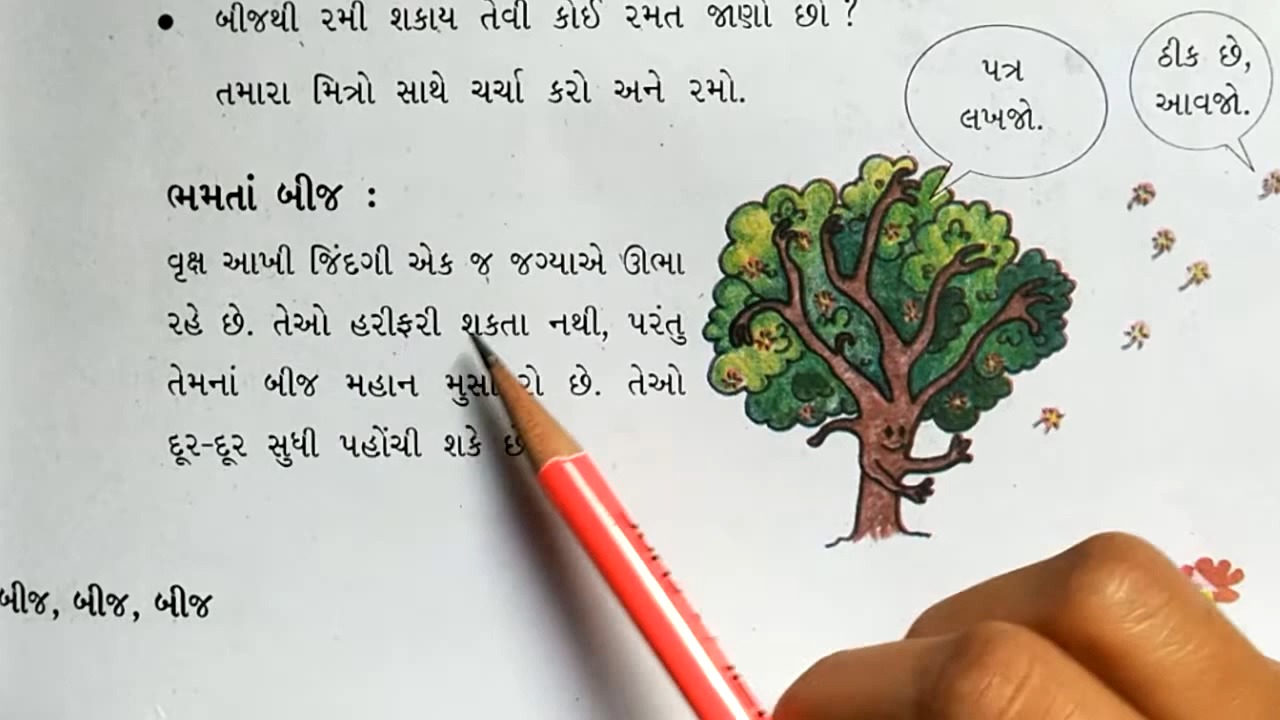 • બીજથી રમી શકાય તેવી કોઈ રમત જાણો છો ?
તમારા મિત્રો સાથે ચર્ચા કરો અને રમો.
પત્ર
લખજો.
ઠીક છે,
આવજો.
ભમતાં બીજ :
વૃક્ષ આખી જિંદગી એક જ જગ્યાએ ઊભા
રહે છે. તેઓ હરીફરી શકતા નથી, પરંતુ
તેમનાં બીજ મહાન છે. તેઓ
દૂર-દૂર સુધી પહોંચી શકે છે
બીજ, બીજ, બીજ